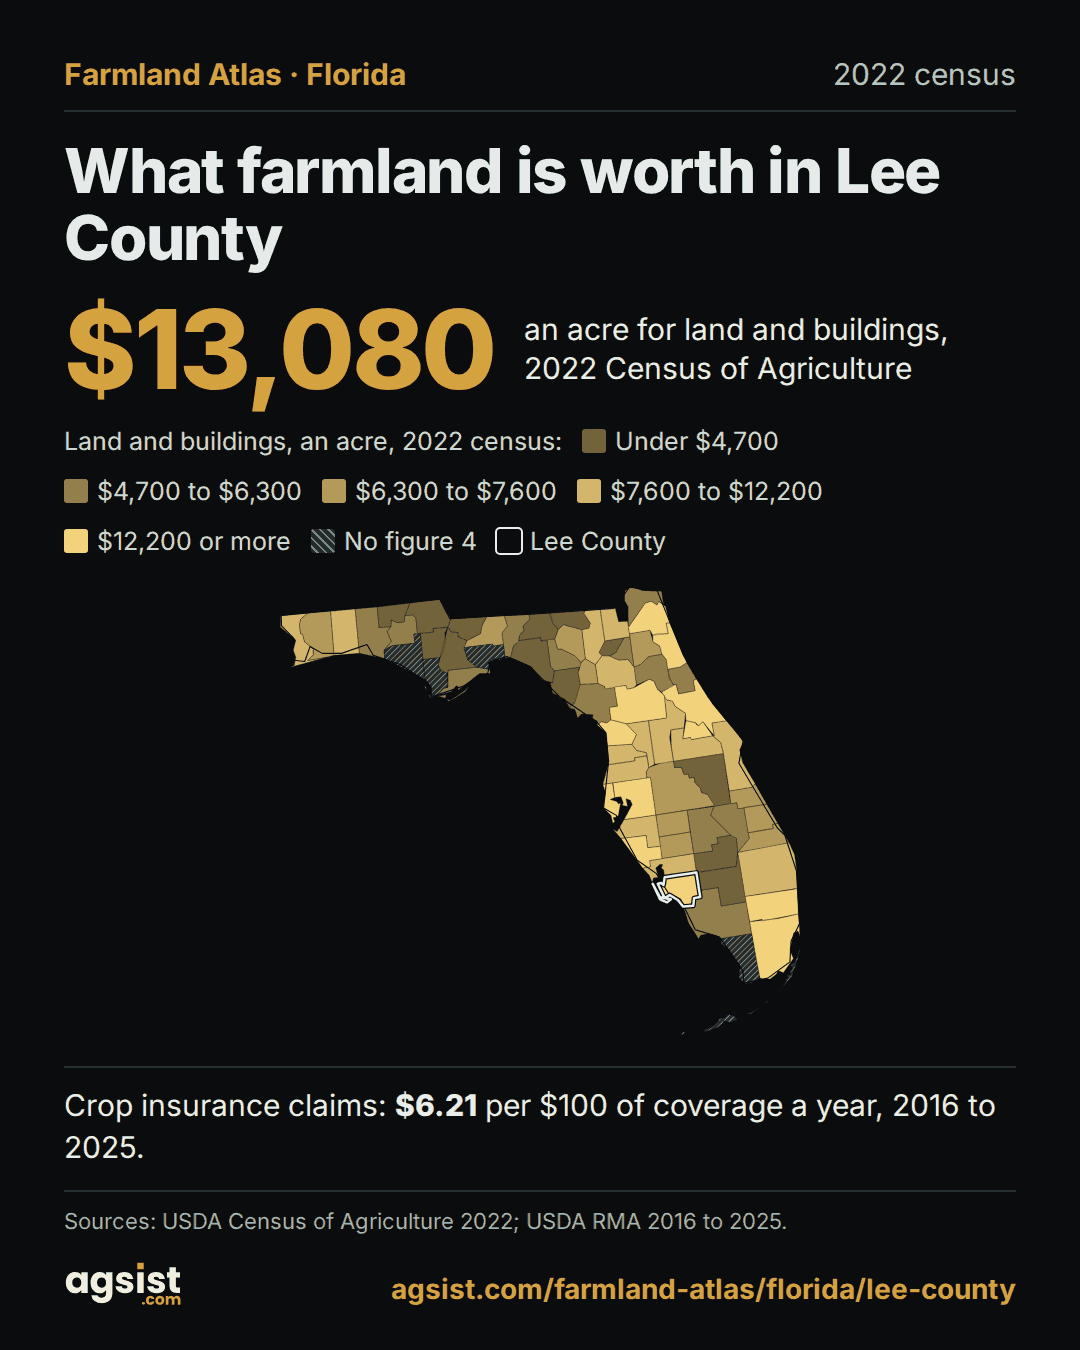 Farmland Atlas · Florida
2022 census
What farmland is worth in Lee
County
$13,080
an acre for land and buildings,
2022 Census of Agriculture
Land and buildings, an acre, 2022 census: Under $4,700
$4,700 to $6,300 $6,300 to $7,600 $7,600 to $12,200
$12,200 or more No figure 4 Lee County
Crop insurance claims: $6.21 per $100 of coverage a year, 2016 to
2025.
Sources: USDA Census of Agriculture 2022; USDA RMA 2016 to 2025.
agsist
.com
agsist.com/farmland-atlas/florida/lee-county